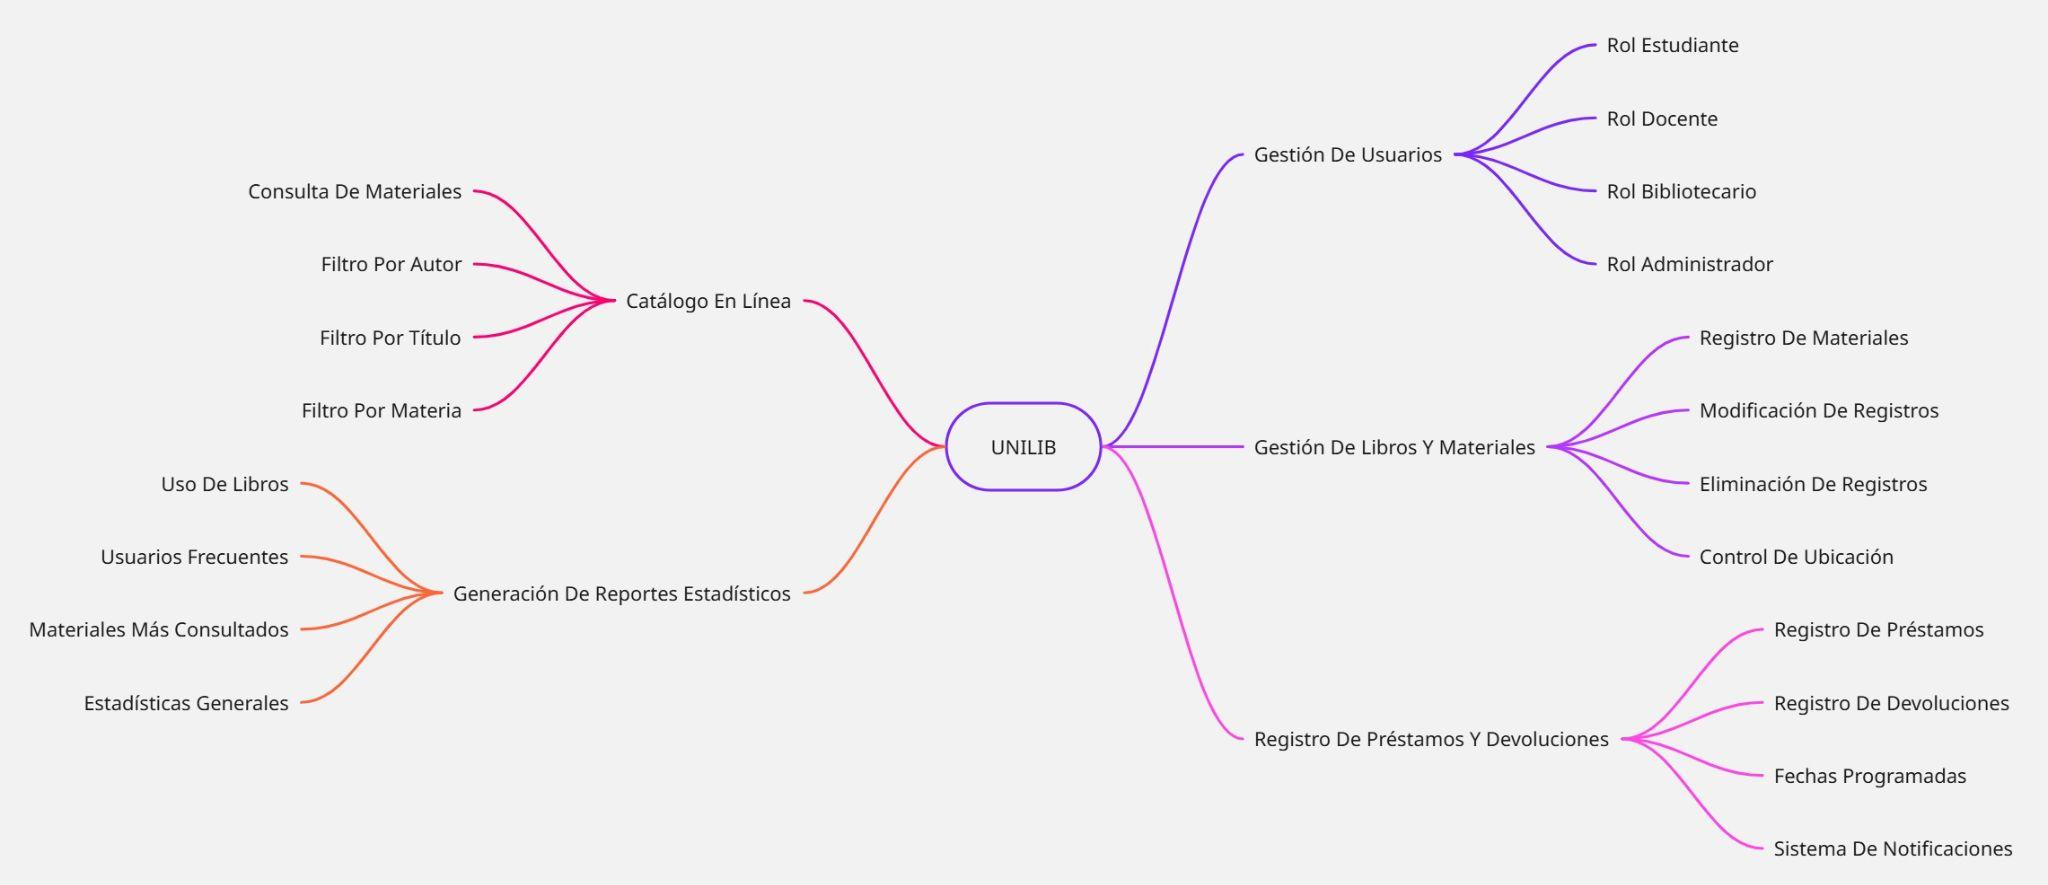 UNILIB
Gestión De Usuarios
Rol Estudiante
Rol Docente
Rol Bibliotecario
Rol Administrador
Gestión De Libros Y Materiales
Registro De Materiales
Modificación De Registros
Eliminación De Registros
Control De Ubicación
Registro De Préstamos Y Devoluciones
Registro De Préstamos
Registro De Devoluciones
Fechas Programadas
Sistema De Notificaciones
Catálogo En Línea
Consulta De Materiales
Filtro Por Autor
Filtro Por Título
Filtro Por Materia
Generación De Reportes Estadísticos
Uso De Libros
Usuarios Frecuentes
Materiales Más Consultados
Estadísticas Generales